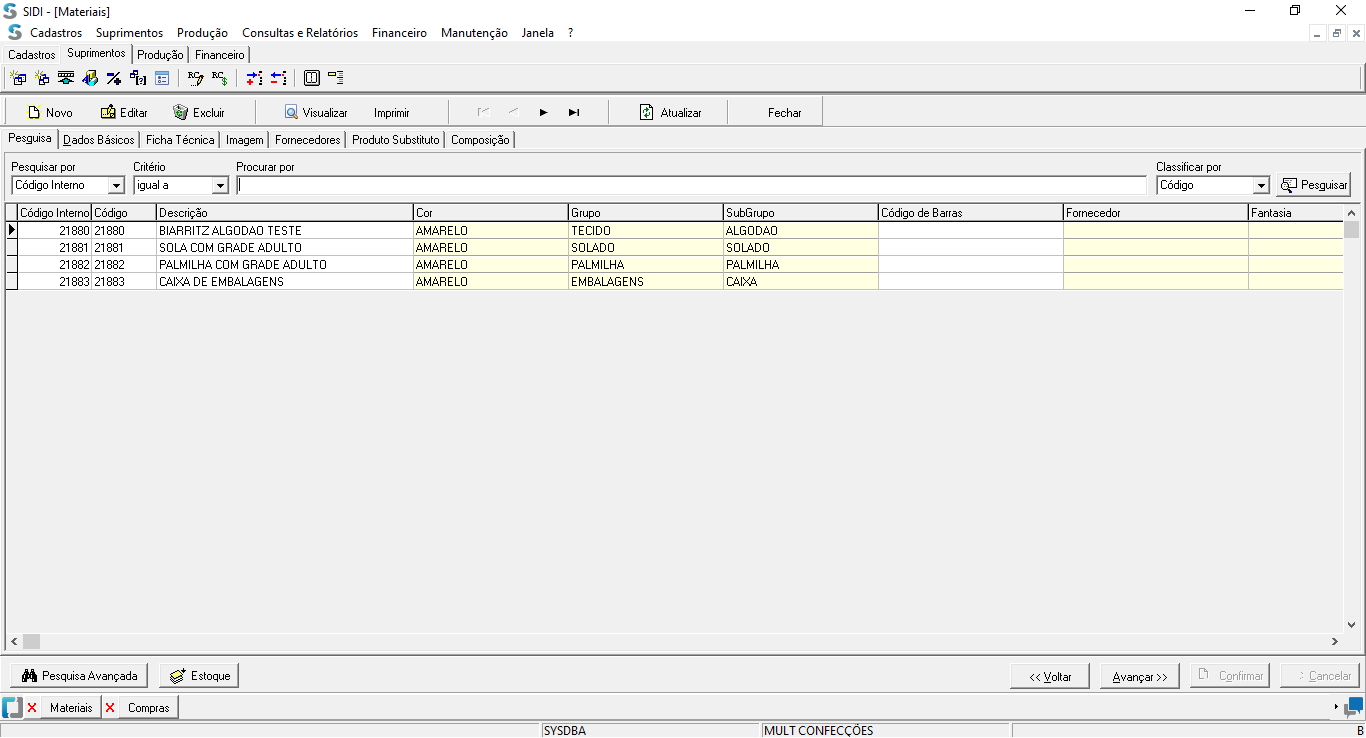 SIDI - [Materiais]
Cadastros Suprimentos Produção Consultas e Relatórios Financeiro Manutenção Janela ?
Cadastros Suprimentos Produção Financeiro
Novo Editar Excluir Visualizar Imprimir Atualizar Fechar
Pesquisa Dados Básicos Ficha Técnica Imagem Fornecedores Produto Substituto Composição
Pesquisar por Critério Procurar por Classificar por
Código Interno igual a Código Pesquisar
Código Interno Código Descrição Cor Grupo SubGrupo Código de Barras Fornecedor Fantasia
21880 21880 BIARRITZ ALGODAO TESTE AMARELO TECIDO ALGODAO
21881 21881 SOLA COM GRADE ADULTO AMARELO SOLADO SOLADO
21882 21882 PALMILHA COM GRADE ADULTO AMARELO PALMILHA PALMILHA
21883 21883 CAIXA DE EMBALAGENS AMARELO EMBALAGENS CAIXA
Pesquisa Avançada Estoque << Voltar Avançar >> Confirmar Cancelar
Materiais Compras
SYSDBA MULT CONFECÇÕES B